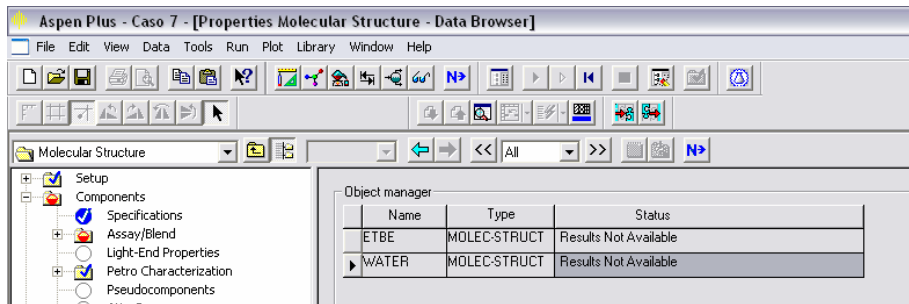 Aspen Plus - Caso 7 - [Properties Molecular Structure - Data Browser]
File Edit View Data Tools Run Plot Library Window Help
N>
Molecular Structure
<< All >> N>
Setup
Components
Specifications
Assay/Blend
Light-End Properties
Petro Characterization
Pseudocomponents
Object manager
Name Type Status
ETBE MOLEC-STRUCT Results Not Available
WATER MOLEC-STRUCT Results Not Available